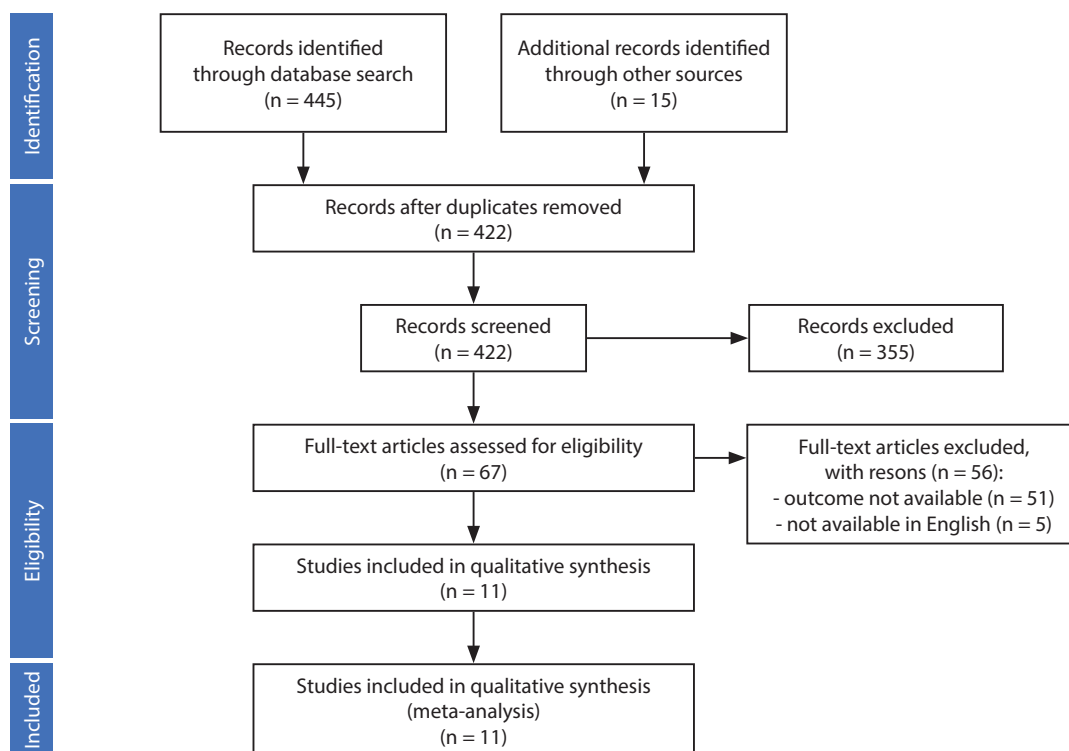 Identification
Records identified
through database search
(n = 445)
Additional records identified
through other sources
(n = 15)
Screening
Records after duplicates removed
(n = 422)
Records screened
(n = 422)
Records excluded
(n = 355)
Eligibility
Full-text articles assessed for eligibility
(n = 67)
Full-text articles excluded,
with resons (n = 56):
- outcome not available (n = 51)
- not available in English (n = 5)
Studies included in qualitative synthesis
(n = 11)
Included
Studies included in qualitative synthesis
(meta-analysis)
(n = 11)